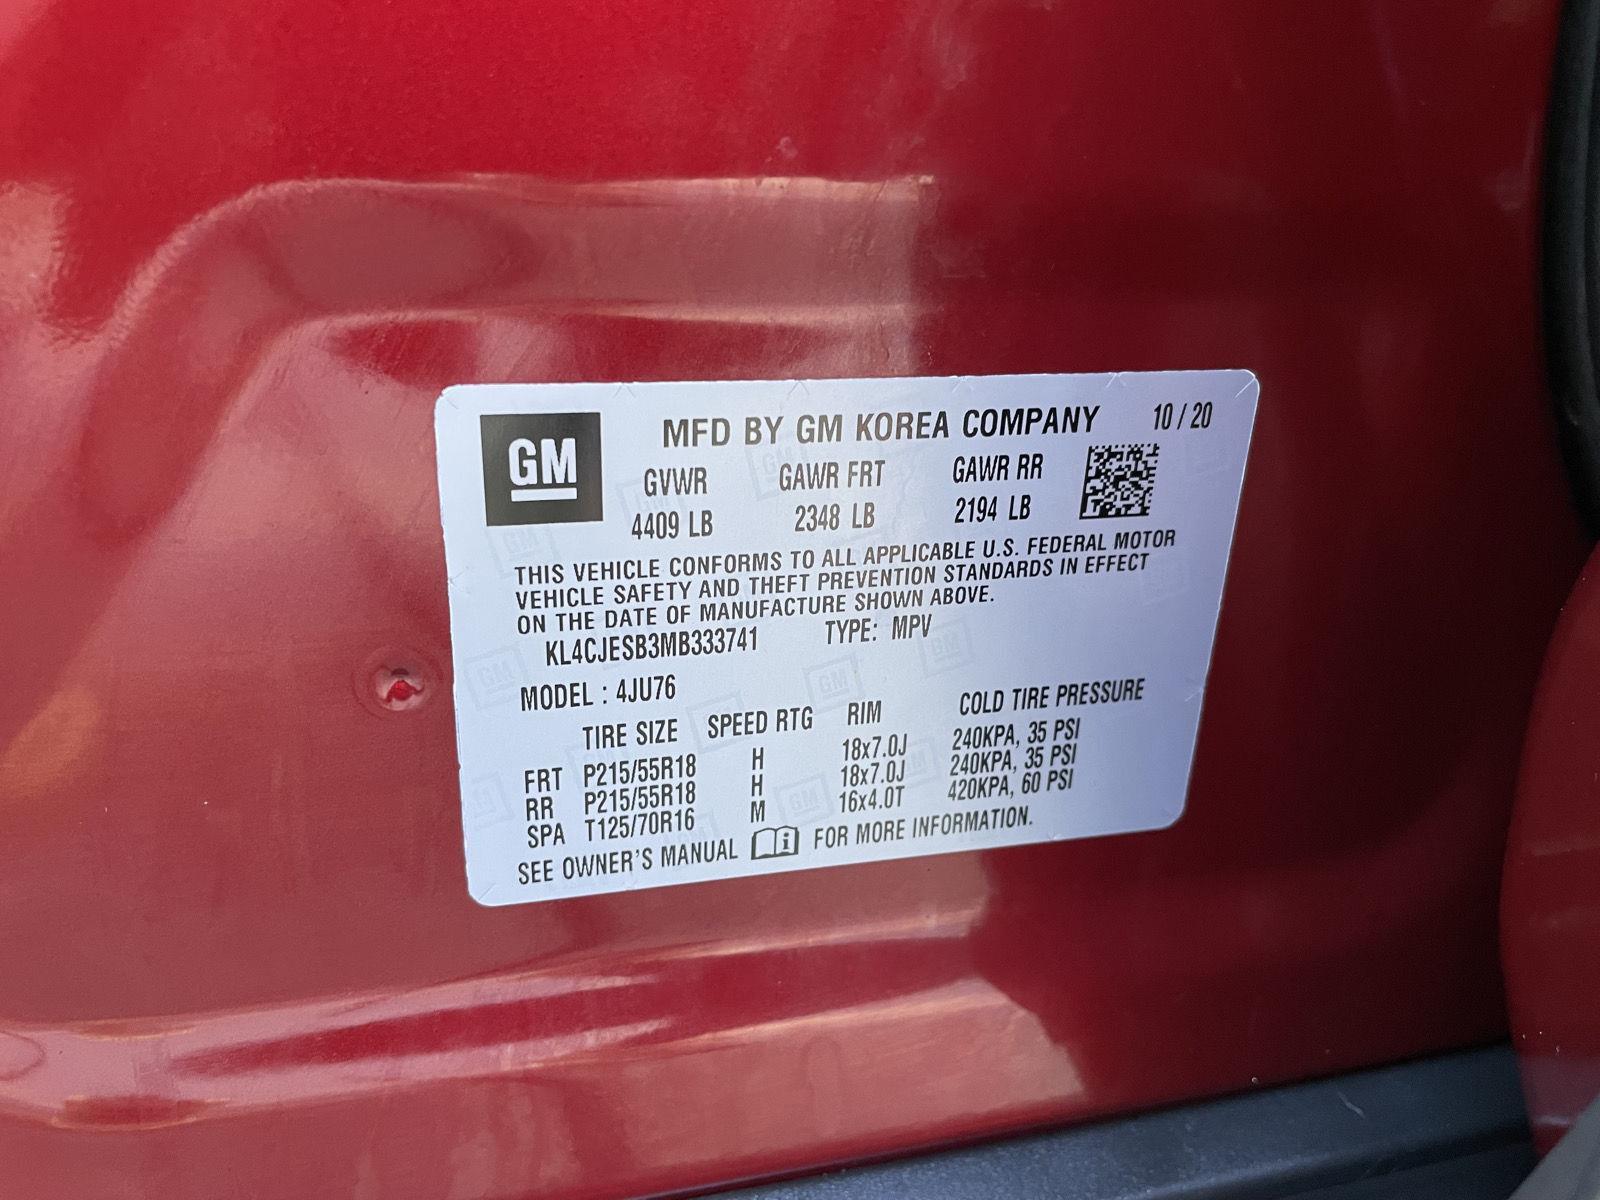 GM
MFD BY GM KOREA COMPANY 10 / 20
GVWR GAWR FRT GAWR RR
4409 LB 2348 LB 2194 LB
THIS VEHICLE CONFORMS TO ALL APPLICABLE U.S. FEDERAL MOTOR
VEHICLE SAFETY AND THEFT PREVENTION STANDARDS IN EFFECT
ON THE DATE OF MANUFACTURE SHOWN ABOVE.
KL4CJESB3MB333741 TYPE: MPV
MODEL : 4JU76
TIRE SIZE SPEED RTG RIM COLD TIRE PRESSURE
FRT P215/55R18 H 18x7.0J 240KPA, 35 PSI
RR P215/55R18 H 18x7.0J 240KPA, 35 PSI
SPA T125/70R16 M 16x4.0T 420KPA, 60 PSI
SEE OWNER'S MANUAL i FOR MORE INFORMATION.